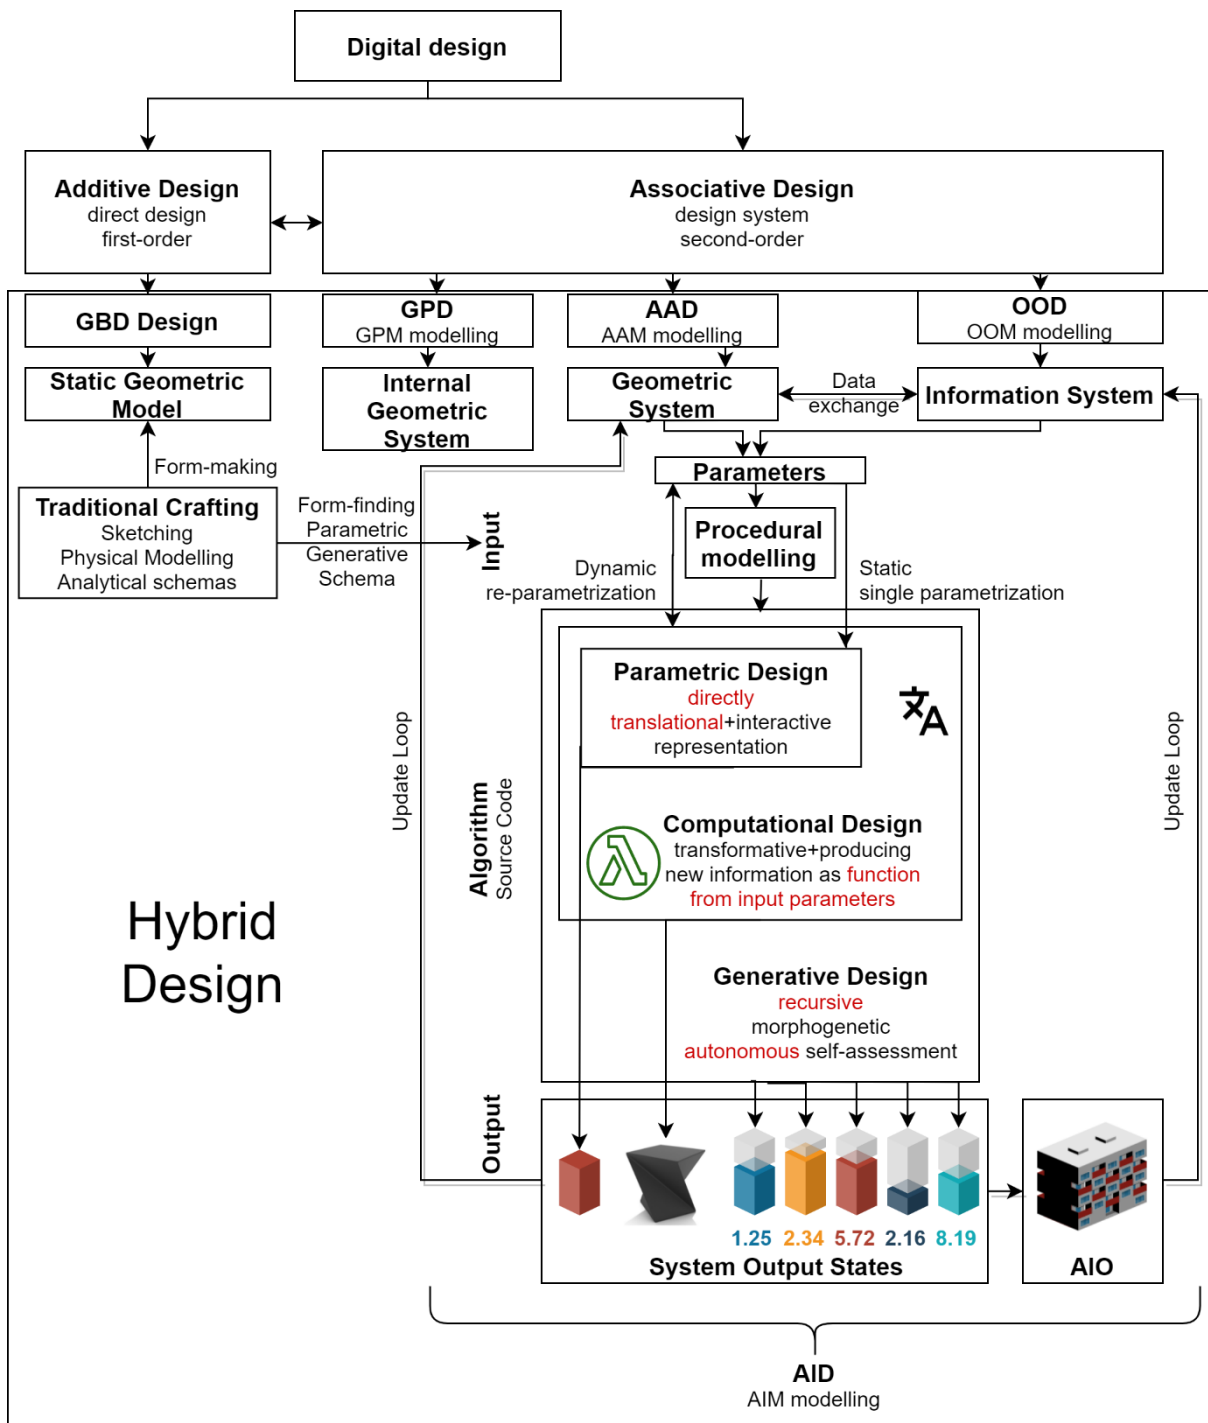 Digital design
Additive Design
direct design
first-order
Associative Design
design system
second-order
GBD Design
GPD
GPM modelling
AAD
AAM modelling
OOD
OOM modelling
Static Geometric
Model
Internal
Geometric
System
Geometric
System
Data
exchange
Information System
Form-making
Parameters
Traditional Crafting
Sketching
Physical Modelling
Analytical schemas
Form-finding
Parametric
Generative
Schema
Input
Procedural
modelling
Dynamic
re-parametrization
Static
single parametrization
Parametric Design
directly
translational+interactive
representation
文A
Update Loop
Update Loop
Algorithm
Source Code
Computational Design
transformative+producing
new information as function
from input parameters
λ
Hybrid
Design
Generative Design
recursive
morphogenetic
autonomous self-assessment
Output
1.25 2.34 5.72 2.16 8.19
System Output States
AIO
AID
AIM modelling